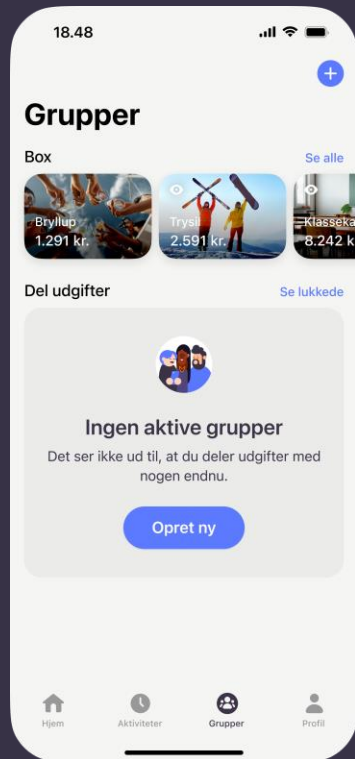 18.48
Grupper
Box
Se alle
Bryllup
1.291 kr.
Trysil
2.591 kr.
Klasseka
8.242 k
Del udgifter
Se lukkede
Ingen aktive grupper
Det ser ikke ud til, at du deler udgifter med
nogen endnu.
Opret ny
Hjem
Aktiviteter
Grupper
Profil